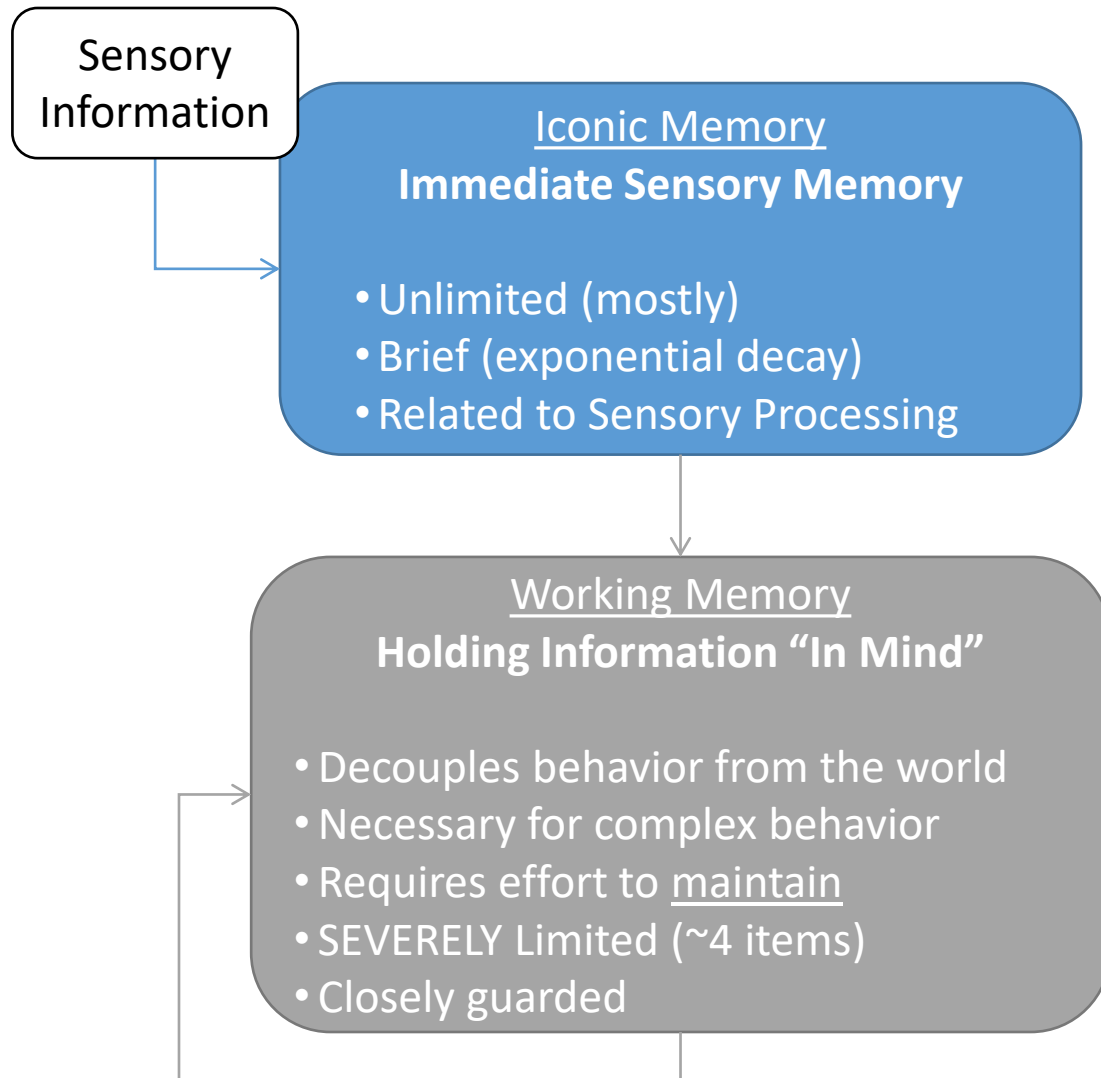 Sensory
Information
Iconic Memory
Immediate Sensory Memory
• Unlimited (mostly)
• Brief (exponential decay)
• Related to Sensory Processing
Working Memory
Holding Information “In Mind”
• Decouples behavior from the world
• Necessary for complex behavior
• Requires effort to maintain
• SEVERELY Limited (~4 items)
• Closely guarded